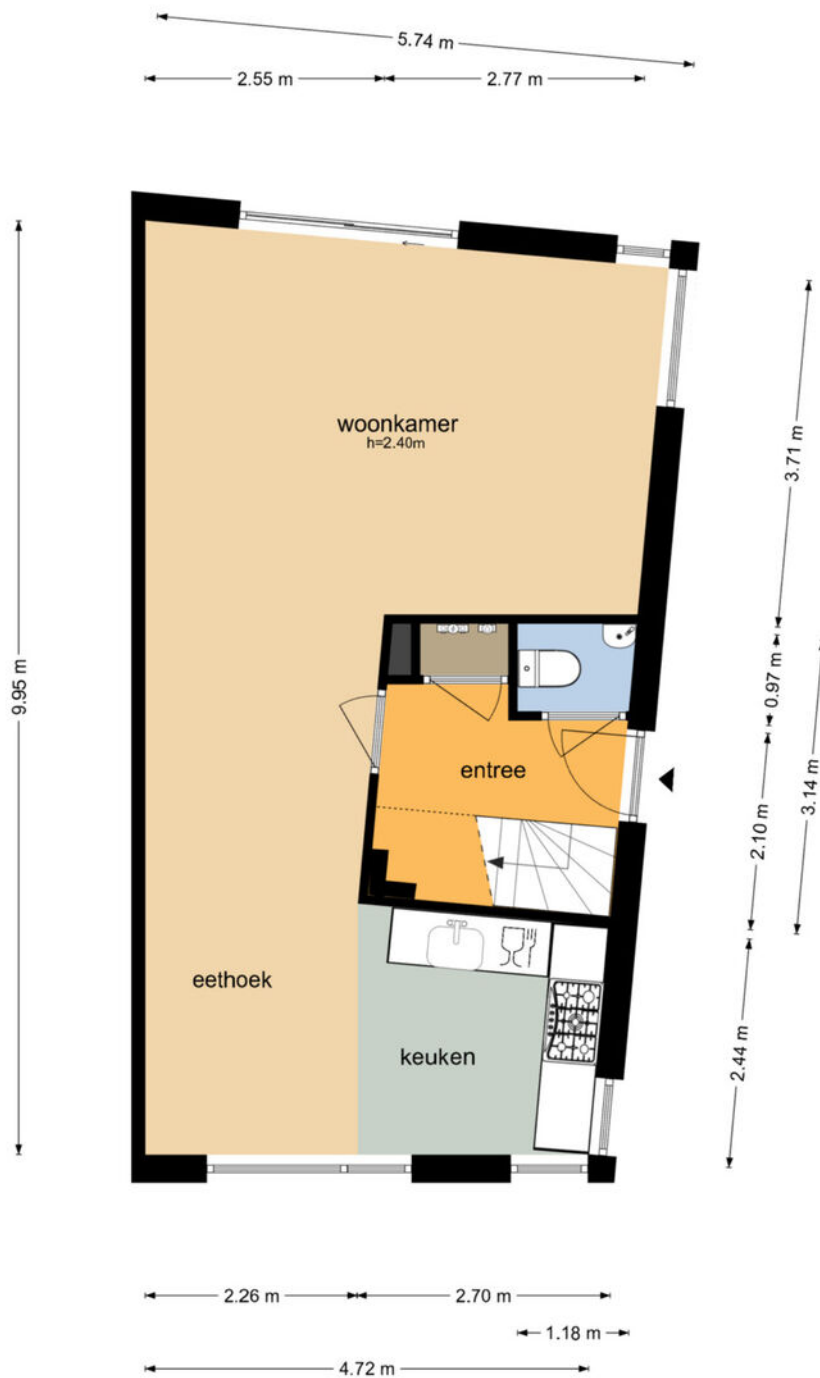 5.74 m
2.55 m
2.77 m
woonkamer
h=2.40m
3.71 m
9.95 m
0.97 m
entree
3.14 m
2.10 m
eethoek
keuken
2.44 m
2.26 m
2.70 m
1.18 m
4.72 m